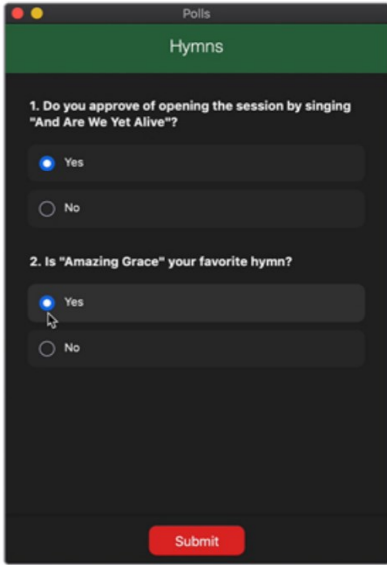 Polls
Hymns
1. Do you approve of opening the session by singing
"And Are We Yet Alive"?
Yes
No
2. Is "Amazing Grace" your favorite hymn?
Yes
No
Submit